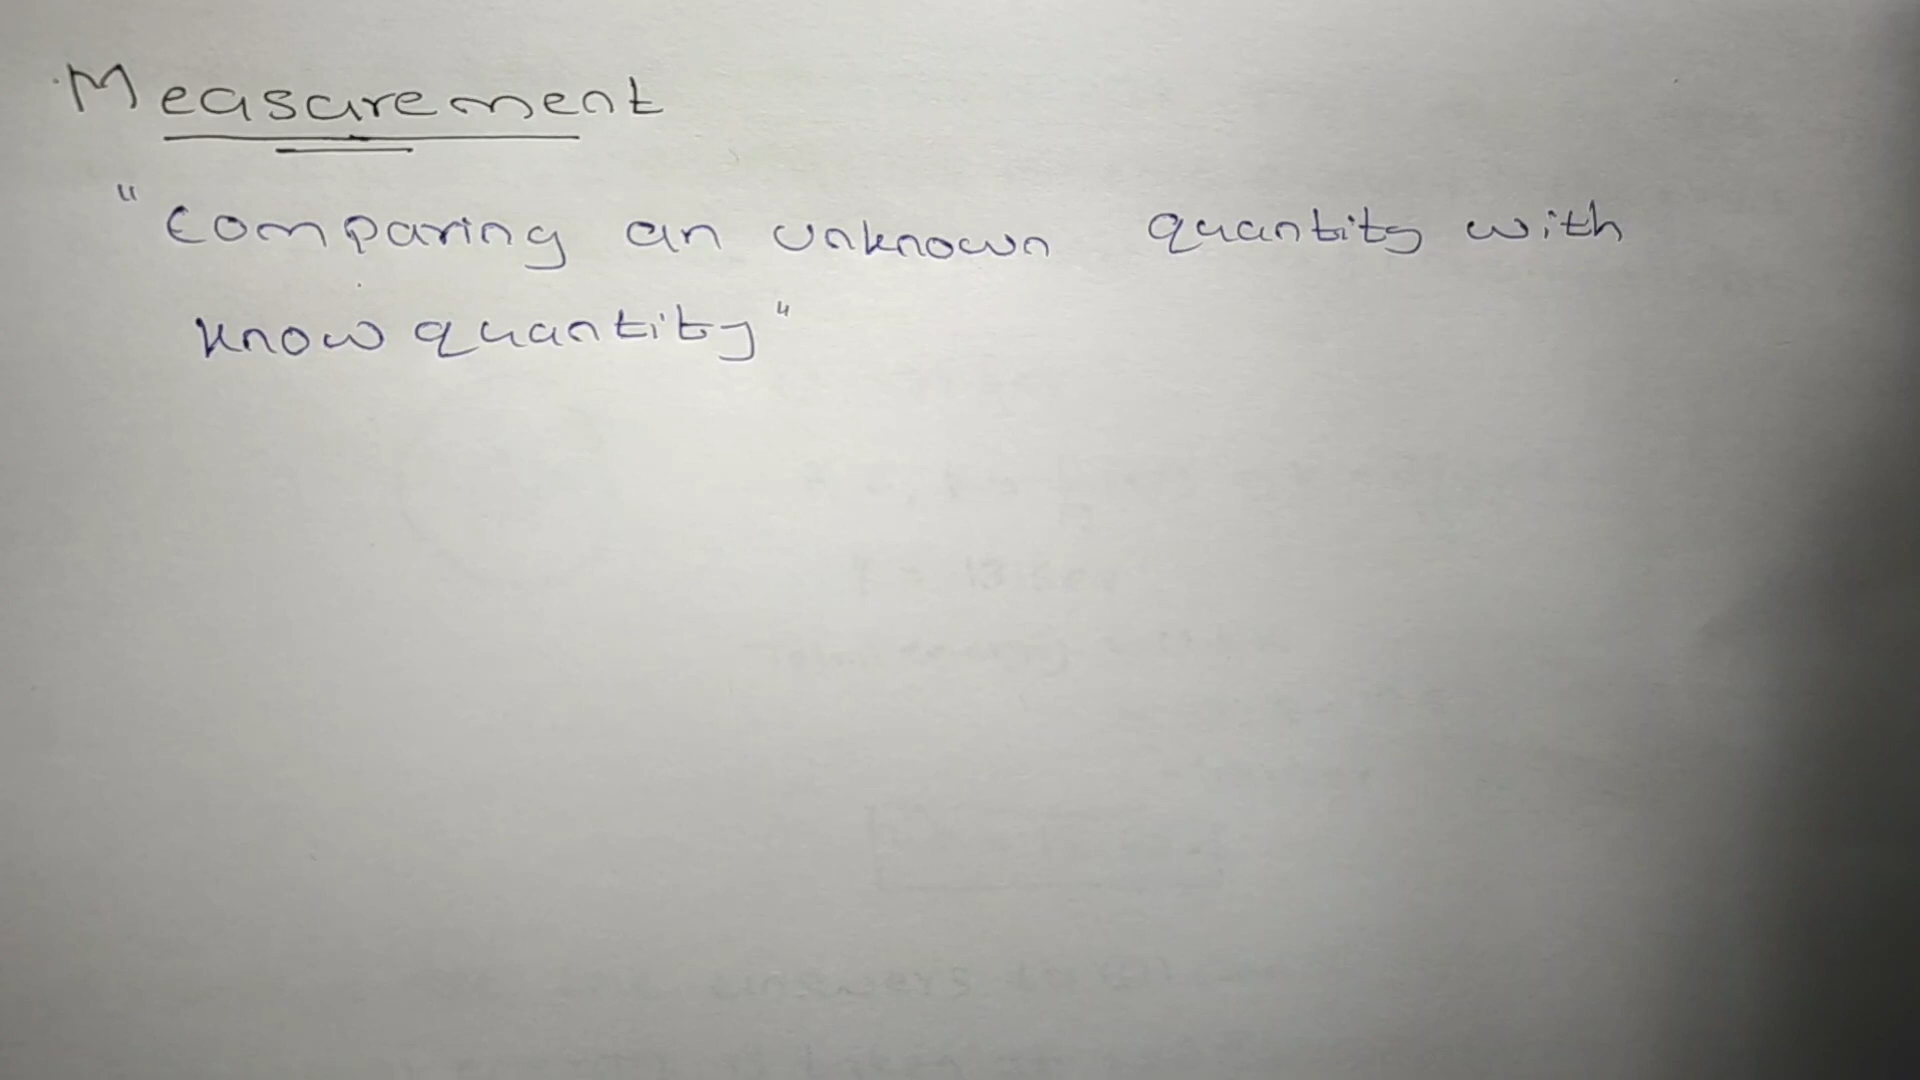 Measurement
"Comparing an unknown quantity with
know quantity"